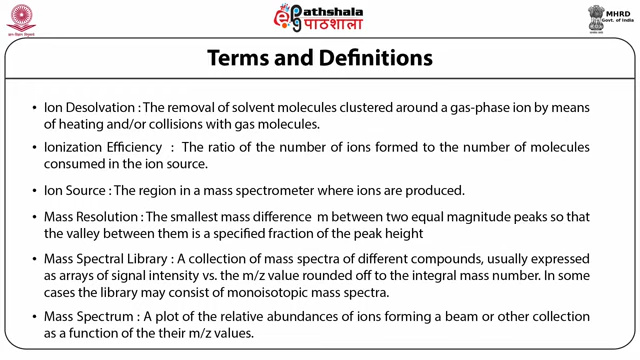 ePathshala
पाठशाला
MHRD
Govt. of India
Terms and Definitions
• Ion Desolvation : The removal of solvent molecules clustered around a gas-phase ion by means
of heating and/or collisions with gas molecules.
• Ionization Efficiency : The ratio of the number of ions formed to the number of molecules
consumed in the ion source.
• Ion Source : The region in a mass spectrometer where ions are produced.
• Mass Resolution : The smallest mass difference m between two equal magnitude peaks so that
the valley between them is a specified fraction of the peak height
• Mass Spectral Library : A collection of mass spectra of different compounds, usually expressed
as arrays of signal intensity vs. the m/z value rounded off to the integral mass number. In some
cases the library may consist of monoisotopic mass spectra.
• Mass Spectrum : A plot of the relative abundances of ions forming a beam or other collection
as a function of the their m/z values.